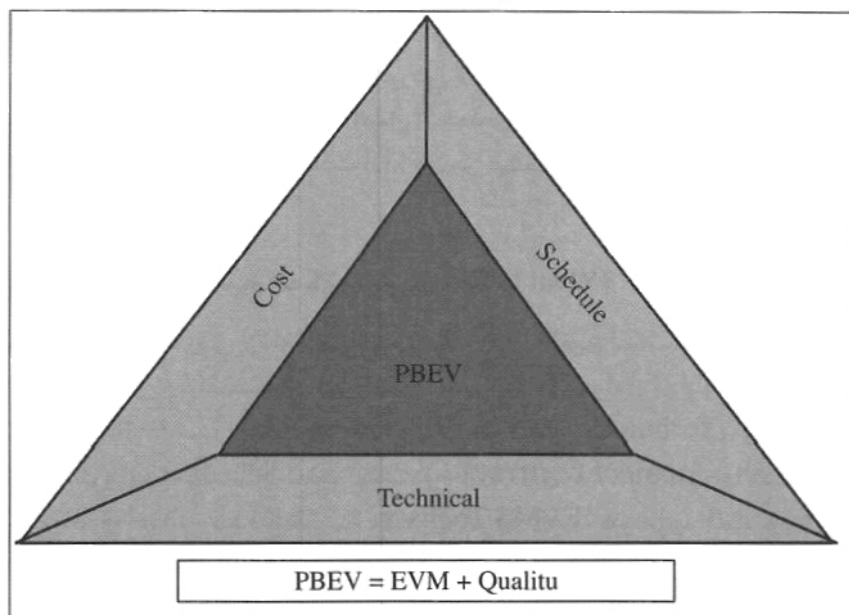 Cost
Schedule
PBEV
Technical
PBEV = EVM + Qualitu